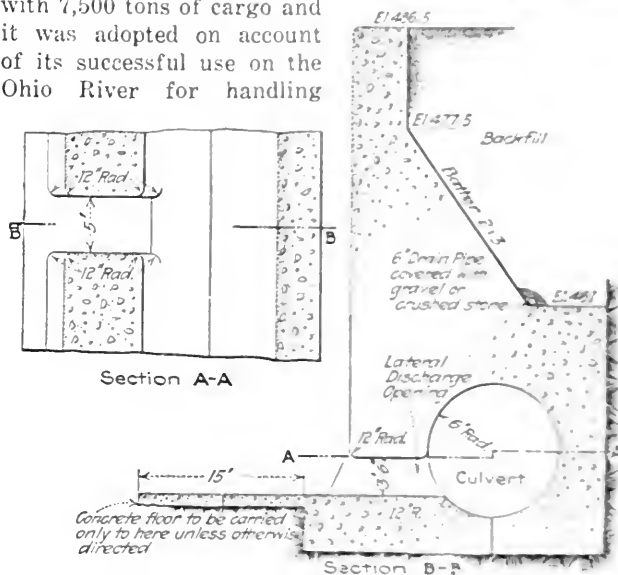 with 7,500 tons of cargo and
it was adopted on account
of its successful use on the
Ohio River for handling
El 486.5
El 477.5
Backfill
Batter 2:1.3
6" Drain Pipe
covered with
gravel or
crushed stone
El 461
12" Rad.
B
B
5'
12" Rad.
Section A-A
Lateral
Discharge
Opening
12" Rad.
6' Rad.
A
Culvert
15'
3'6"
12" R.
Concrete floor to be carried
only to here unless otherwis
directed
Section B-B